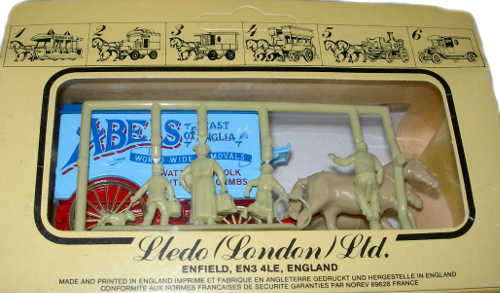 1 2 3 4 5 6
ABELS
EAST
OF
ANGLIA
WORLD WIDE REMOVALS
Lledo (London) Ltd.
ENFIELD, EN3 4LE, ENGLAND
MADE AND PRINTED IN ENGLAND IMPRIME ET FABRIQUE EN ANGLETERRE GEDRUCKT UND HERGESTELLT IN ENGLAND
CONFORMITE AUX NORMES FRANCAISES DE SECURITE GARANTIES PAR NOREV 69628 FRANCE